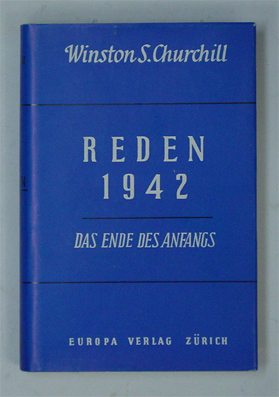 Winston S. Churchill
REDEN
1942
DAS ENDE DES ANFANGS
EUROPA VERLAG ZÜRICH